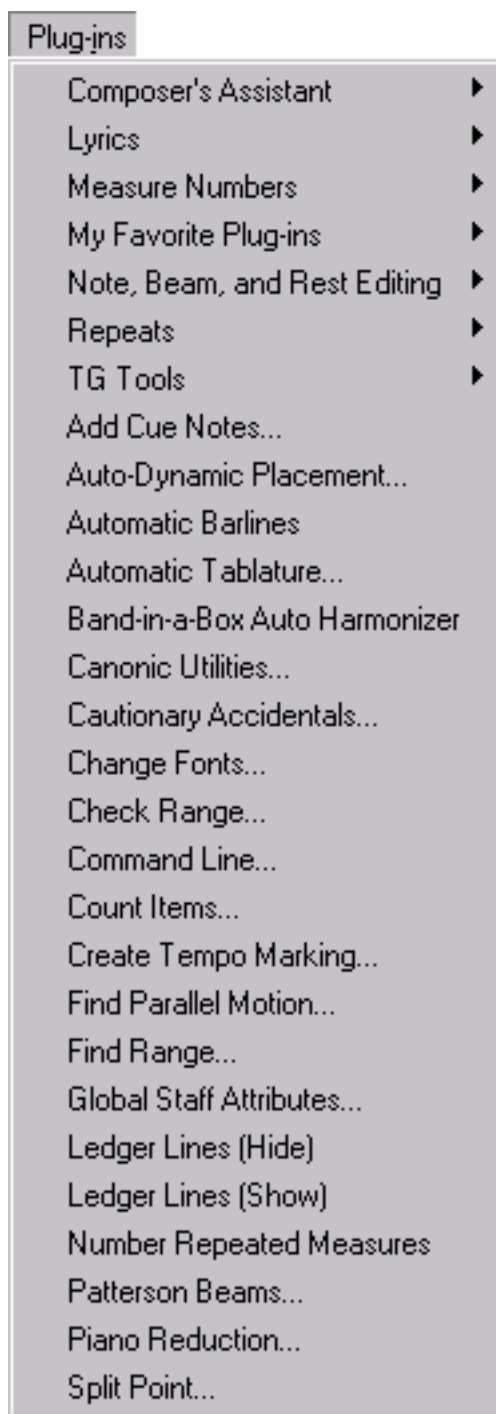 Plug-ins
Composer's Assistant
Lyrics
Measure Numbers
My Favorite Plug-ins
Note, Beam, and Rest Editing
Repeats
TG Tools
Add Cue Notes...
Auto-Dynamic Placement...
Automatic Barlines
Automatic Tablature...
Band-in-a-Box Auto Harmonizer
Canonic Utilities...
Cautionary Accidentals...
Change Fonts...
Check Range...
Command Line...
Count Items...
Create Tempo Marking...
Find Parallel Motion...
Find Range...
Global Staff Attributes...
Ledger Lines (Hide)
Ledger Lines (Show)
Number Repeated Measures
Patterson Beams...
Piano Reduction...
Split Point...